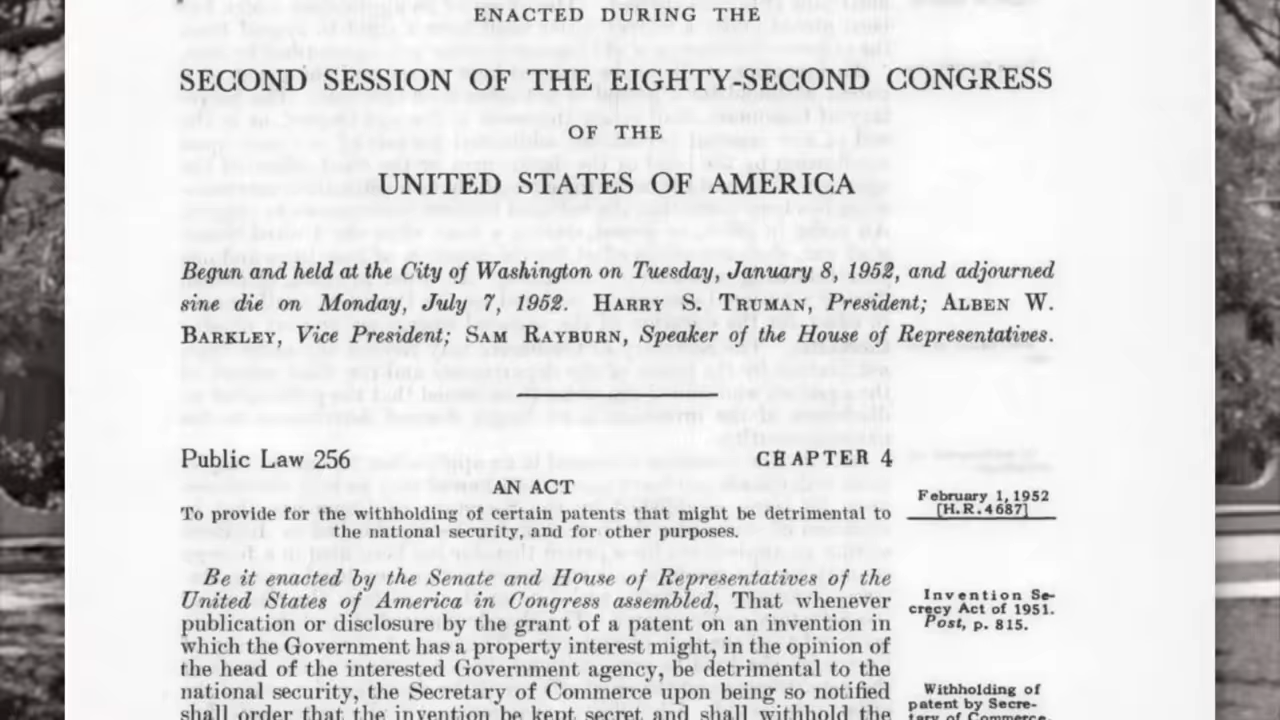 ENACTED DURING THE
SECOND SESSION OF THE EIGHTY-SECOND CONGRESS
OF THE
UNITED STATES OF AMERICA
Begun and held at the City of Washington on Tuesday, January 8, 1952, and adjourned
sine die on Monday, July 7, 1952. HARRY S. TRUMAN, President; ALBEN W.
BARKLEY, Vice President; SAM RAYBURN, Speaker of the House of Representatives.
Public Law 256
CHAPTER 4
AN ACT
To provide for the withholding of certain patents that might be detrimental to
the national security, and for other purposes.
February 1, 1952
[H.R.4687]
Be it enacted by the Senate and House of Representatives of the
United States of America in Congress assembled, That whenever
publication or disclosure by the grant of a patent on an invention in
which the Government has a property interest might, in the opinion of
the head of the interested Government agency, be detrimental to the
national security, the Secretary of Commerce upon being so notified
shall order that the invention be kept secret and shall withhold the
Invention Se-
crecy Act of 1951.
Post, p. 815.
Withholding of
patent by Secre-
tary of Commerce.